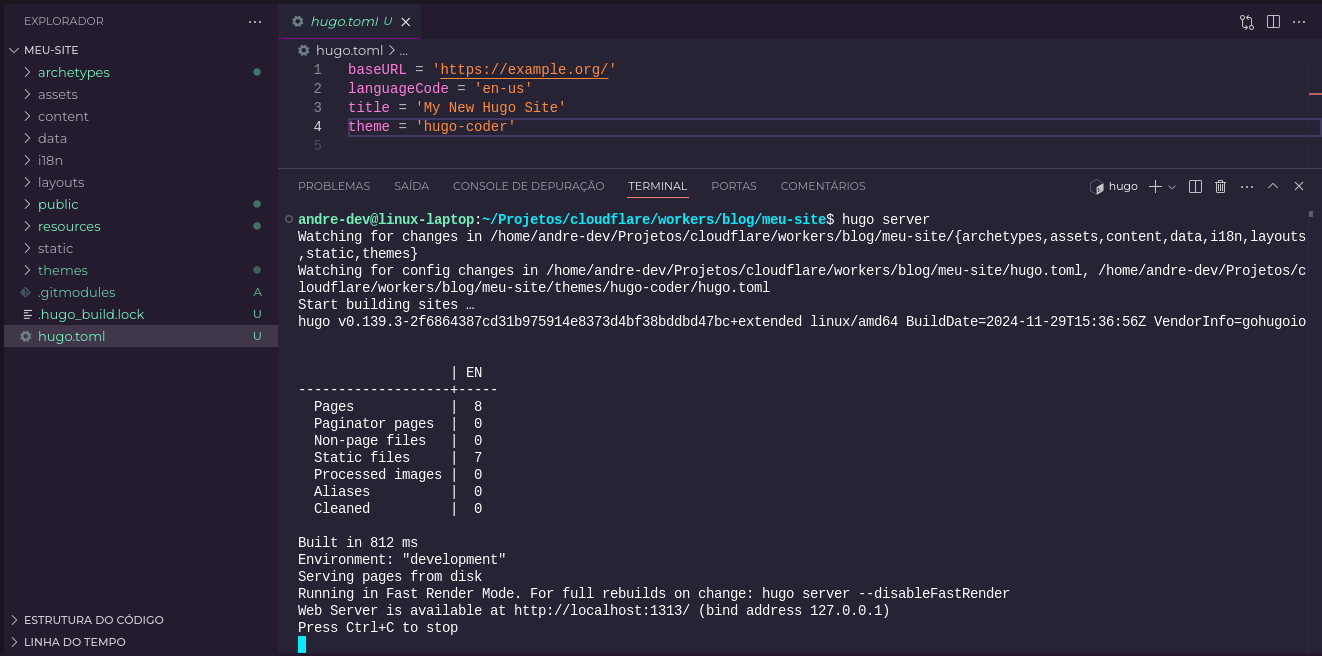 EXPLORADOR
MEU-SITE
archetypes
assets
content
data
i18n
layouts
public
resources
static
themes
.gitmodules A
.hugo_build.lock U
hugo.toml U
ESTRUTURA DO CÓDIGO
LINHA DO TEMPO
hugo.toml U
hugo.toml > ...
1 baseURL = 'https://example.org/'
2 languageCode = 'en-us'
3 title = 'My New Hugo Site'
4 theme = 'hugo-coder'
5
PROBLEMAS SAÍDA CONSOLE DE DEPURAÇÃO TERMINAL PORTAS COMENTÁRIOS hugo
andre-dev@linux-laptop:~/Projetos/cloudflare/workers/blog/meu-site$ hugo server
Watching for changes in /home/andre-dev/Projetos/cloudflare/workers/blog/meu-site/{archetypes,assets,content,data,i18n,layouts
,static,themes}
Watching for config changes in /home/andre-dev/Projetos/cloudflare/workers/blog/meu-site/hugo.toml, /home/andre-dev/Projetos/c
loudflare/workers/blog/meu-site/themes/hugo-coder/hugo.toml
Start building sites …
hugo v0.139.3-2f6864387cd31b975914e8373d4bf38bddbd47bc+extended linux/amd64 BuildDate=2024-11-29T15:36:56Z VendorInfo=gohugoio
| EN
-------------------+-----
Pages | 8
Paginator pages | 0
Non-page files | 0
Static files | 7
Processed images | 0
Aliases | 0
Cleaned | 0
Built in 812 ms
Environment: "development"
Serving pages from disk
Running in Fast Render Mode. For full rebuilds on change: hugo server --disableFastRender
Web Server is available at http://localhost:1313/ (bind address 127.0.0.1)
Press Ctrl+C to stop